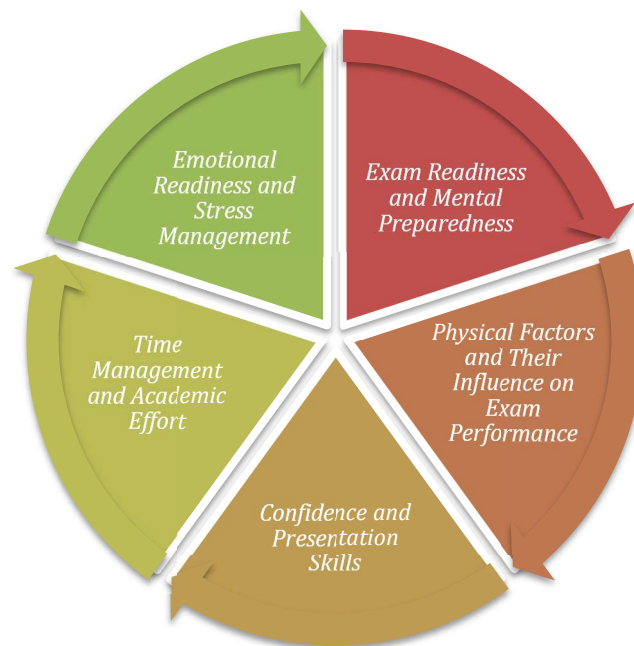 Emotional
Readiness and
Stress
Management
Exam Readiness
and Mental
Preparedness
Physical Factors
and Their
Influence on
Exam
Performance
Confidence and
Presentation
Skills
Time
Management
and Academic
Effort